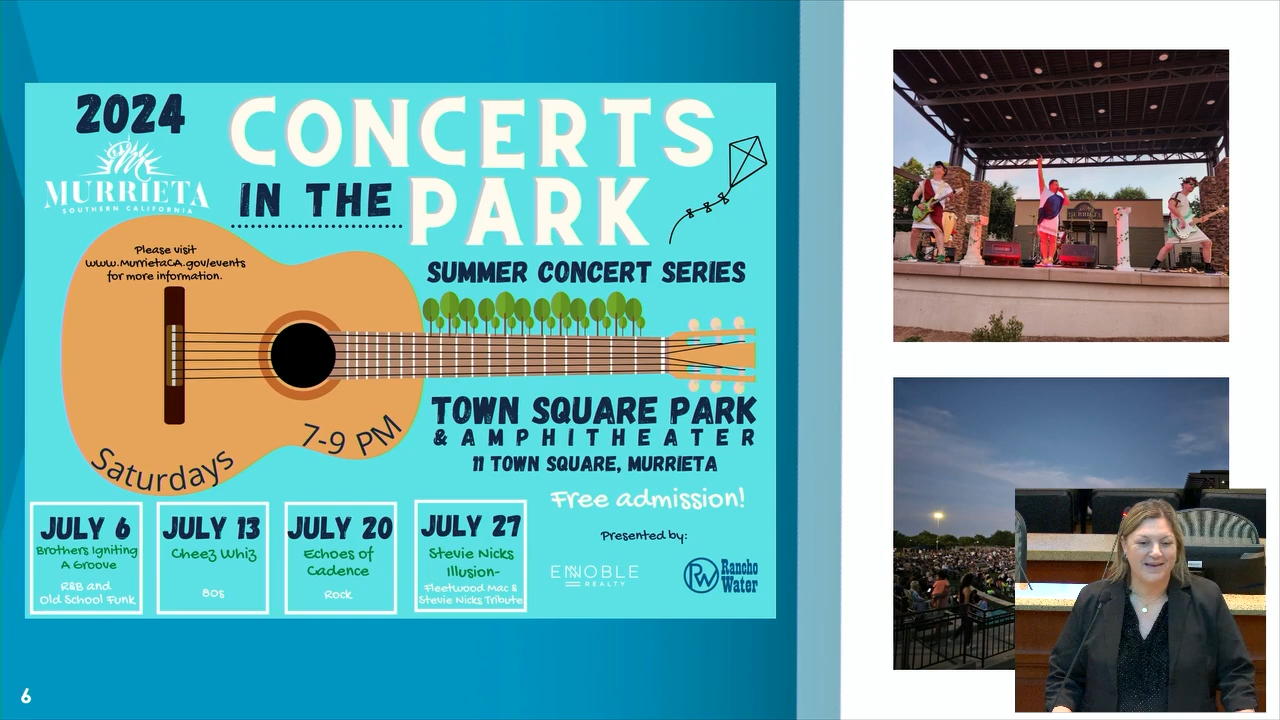 2024
MURRIETA
SOUTHERN CALIFORNIA
CONCERTS
IN THE PARK
SUMMER CONCERT SERIES
Please visit
www.MurrietaCA.gov/events
for more information.
Saturdays
7-9 PM
TOWN SQUARE PARK
& AMPHITHEATER
11 TOWN SQUARE, MURRIETA
Free admission!
Presented by:
ENNOBLE
REALTY
RW
Rancho
Water
JULY 6
Brothers Igniting
A Groove
R&B and
Old School Funk
JULY 13
Cheez Whiz
80s
JULY 20
Echoes of
Cadence
Rock
JULY 27
Stevie Nicks
Illusion-
Fleetwood Mac &
Stevie Nicks Tribute
MURRIETA
6